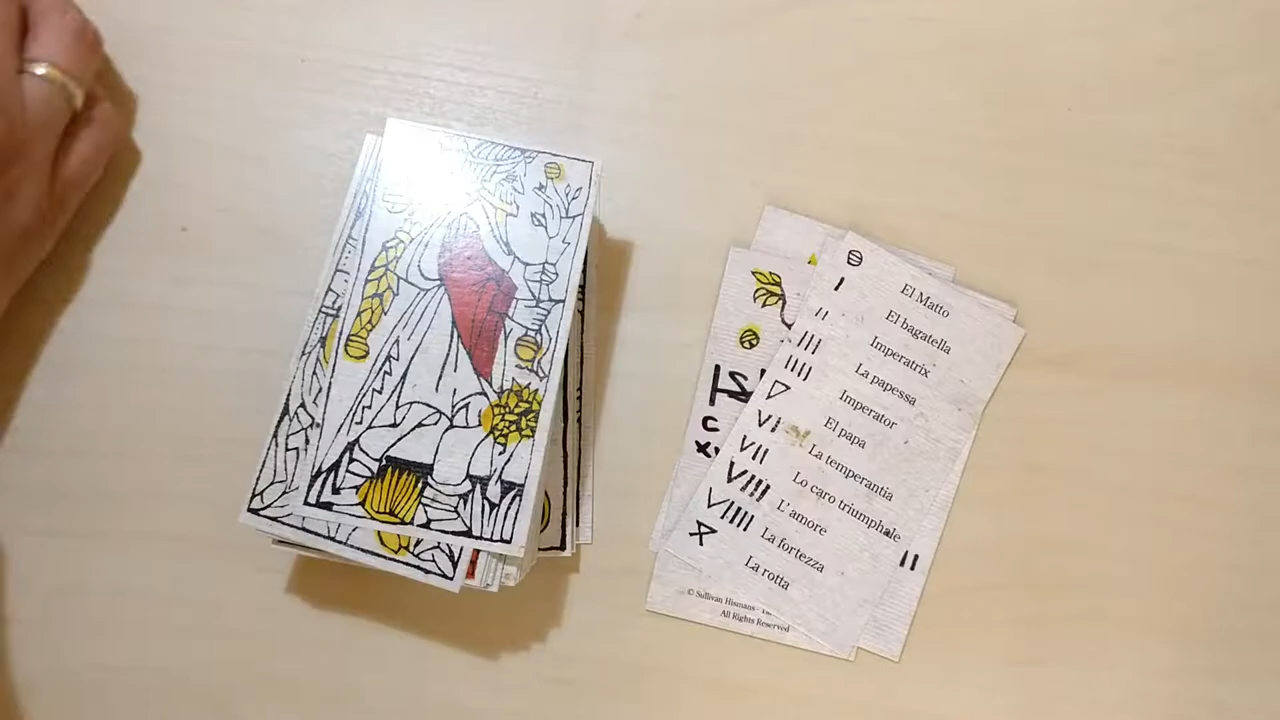 El Matto
I El bagatella
II Imperatrix
III La papessa
IIII Imperator
V El papa
VI La temperantia
VII Lo caro triumphale
VIII L'amore
VIIII La fortezza
X La rotta
© Sullivan Hismans
All Rights Reserved
II